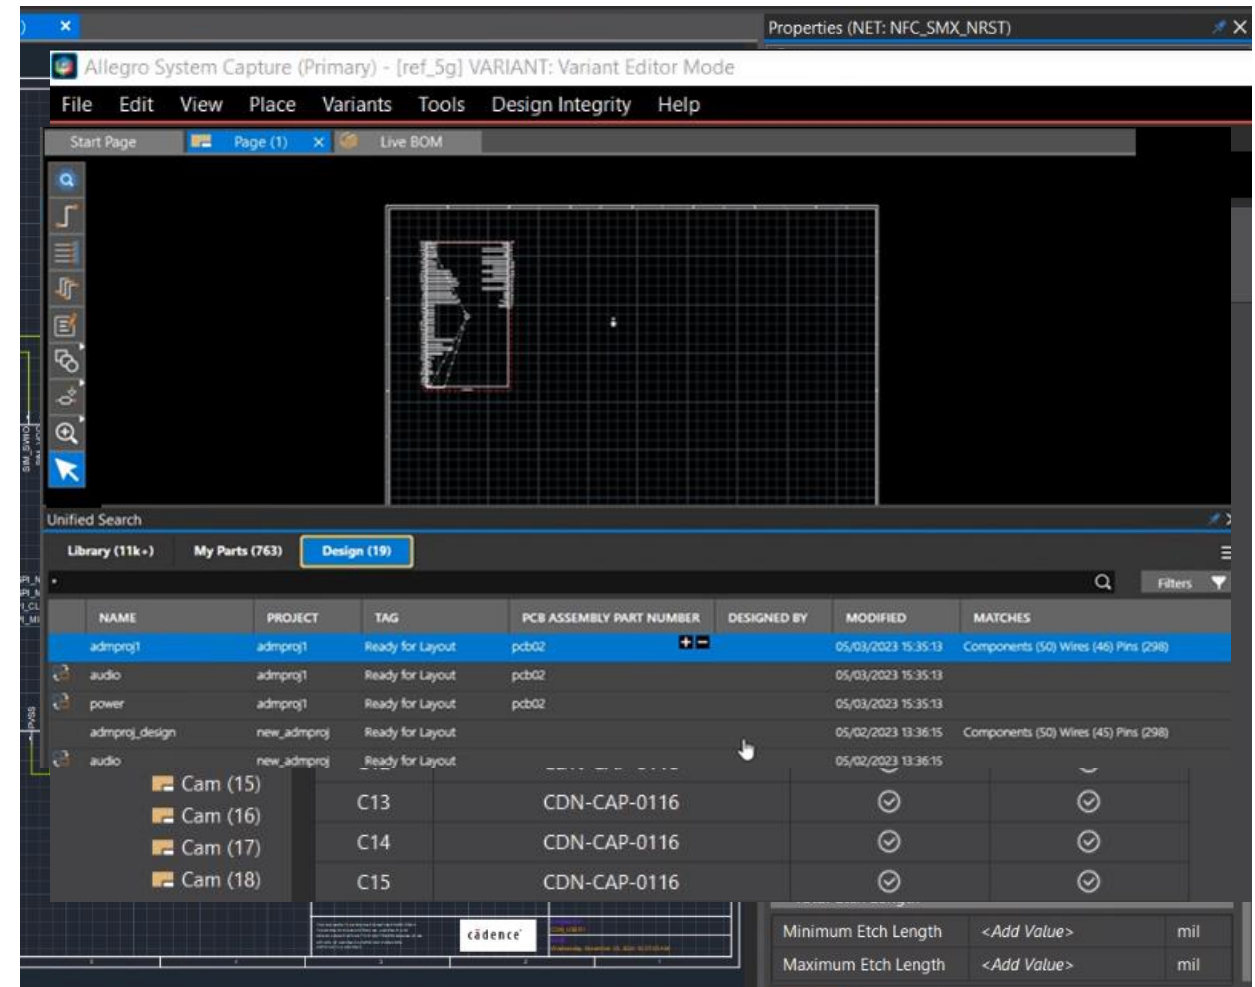 Properties (NET: NFC_SMX_NRST)
Allegro System Capture (Primary) - [ref_5g] VARIANT: Variant Editor Mode
File Edit View Place Variants Tools Design Integrity Help
Start Page Page (1) Live BOM
Unified Search
Library (11k+) My Parts (763) Design (19)
*
Filters
NAME PROJECT TAG PCB ASSEMBLY PART NUMBER DESIGNED BY MODIFIED MATCHES
admproj1 admproj1 Ready for Layout pcb02 05/03/2023 15:35:13 Components (50) Wires (46) Pins (298)
audio admproj1 Ready for Layout pcb02 05/03/2023 15:35:13
power admproj1 Ready for Layout pcb02 05/03/2023 15:35:13
admproj_design new_admproj Ready for Layout 05/02/2023 13:36:15 Components (50) Wires (45) Pins (298)
audio new_admproj Ready for Layout 05/02/2023 13:36:15
Cam (15)
C13 CDN-CAP-0116
Cam (16)
C14 CDN-CAP-0116
Cam (17)
C15 CDN-CAP-0116
Cam (18)
SIM_SWIO
PVSS
cādence
Minimum Etch Length <Add Value> mil
Maximum Etch Length <Add Value> mil